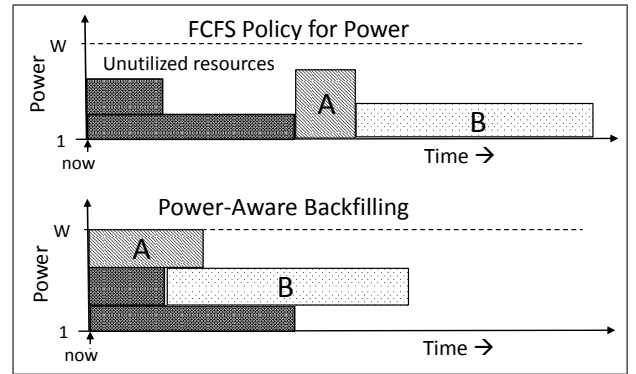 FCFS Policy for Power
W
Unutilized resources
Power
A
B
1
now
Time →
Power-Aware Backfilling
W
A
Power
B
1
now
Time →